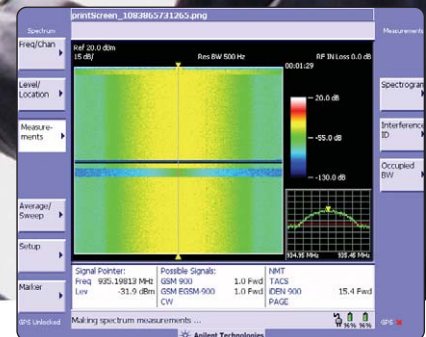 printScreen_1083865731265.png
Spectrum
Measurements
Freq/Chan
Level/
Location
Measure-
ments
Average/
Sweep
Setup
Marker
GPS Unlocked
Ref 20.0 dBm
15 dB/
Res BW 500 Hz
RF IN Loss 0.0 dB
00:01:29
20.0 dB
-55.0 dB
-130.0 dB
934.95 MHz
935.45 MHz
Spectrogram
Interference
ID
Occupied
BW
Signal Pointer:
Freq 935.19813 MHz
Lev -31.9 dBm
Possible Signals:
GSM 900 1.0 Fwd
GSM EGSM-900 1.0 Fwd
CW
NMT
TACS
iDEN 900 15.4 Fwd
PAGE
Making spectrum measurements ...
96% 96%
GPS
Agilent Technologies